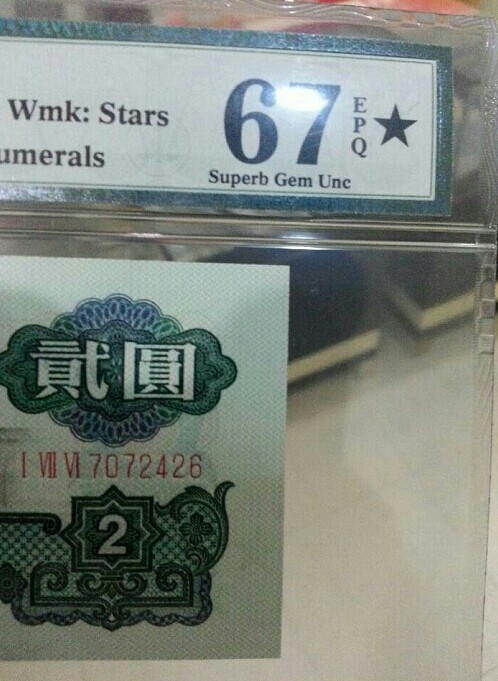 Wmk: Stars
umerals
67
EPQ
★
Superb Gem Unc
貳圓
I VII VI 7072426
2